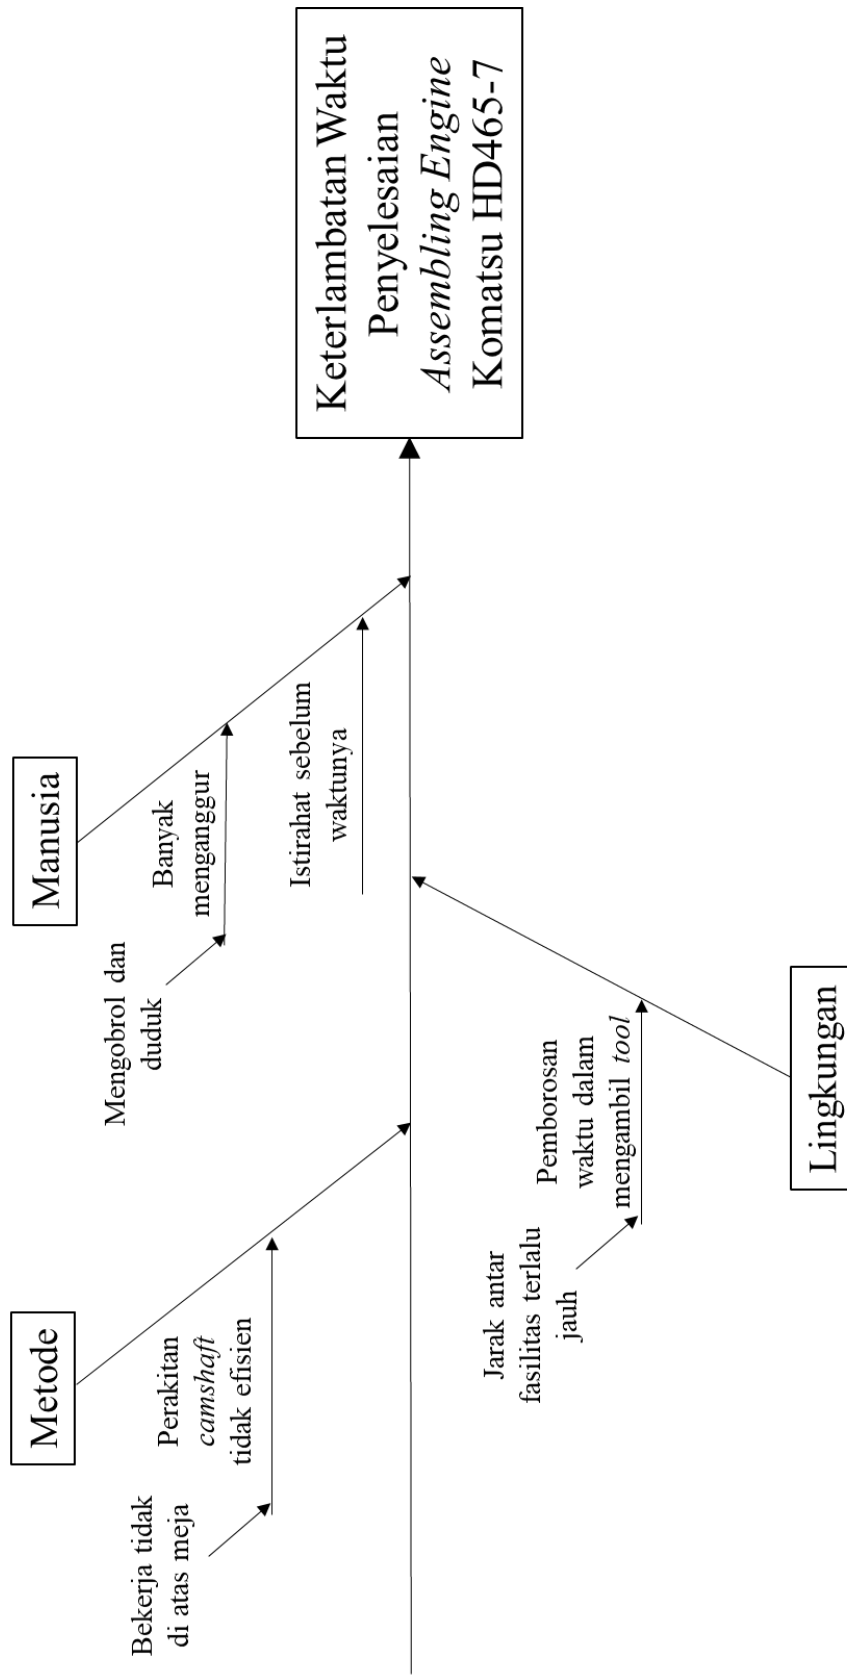 Metode
Bekerja tidak
di atas meja
Perakitan
camshaft
tidak efisien
Manusia
Mengobrol dan
duduk
Banyak
menganggur
Istirahat sebelum
waktunya
Jarak antar
fasilitas terlalu
jauh
Pemborosan
waktu dalam
mengambil tool
Lingkungan
Keterlambatan Waktu
Penyelesaian
Assembling Engine
Komatsu HD465-7